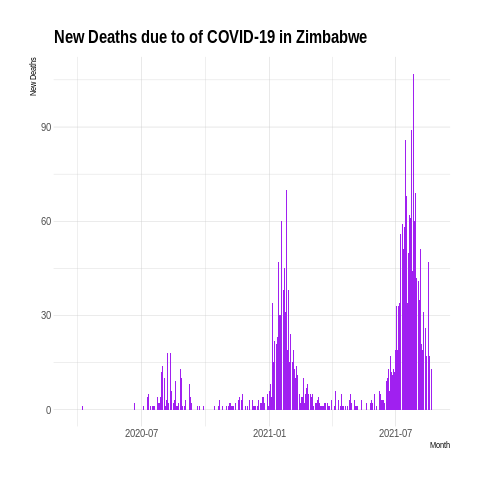 New Deaths due to of COVID-19 in Zimbabwe
New Deaths
90
60
30
0
2020-07
2021-01
2021-07
Month